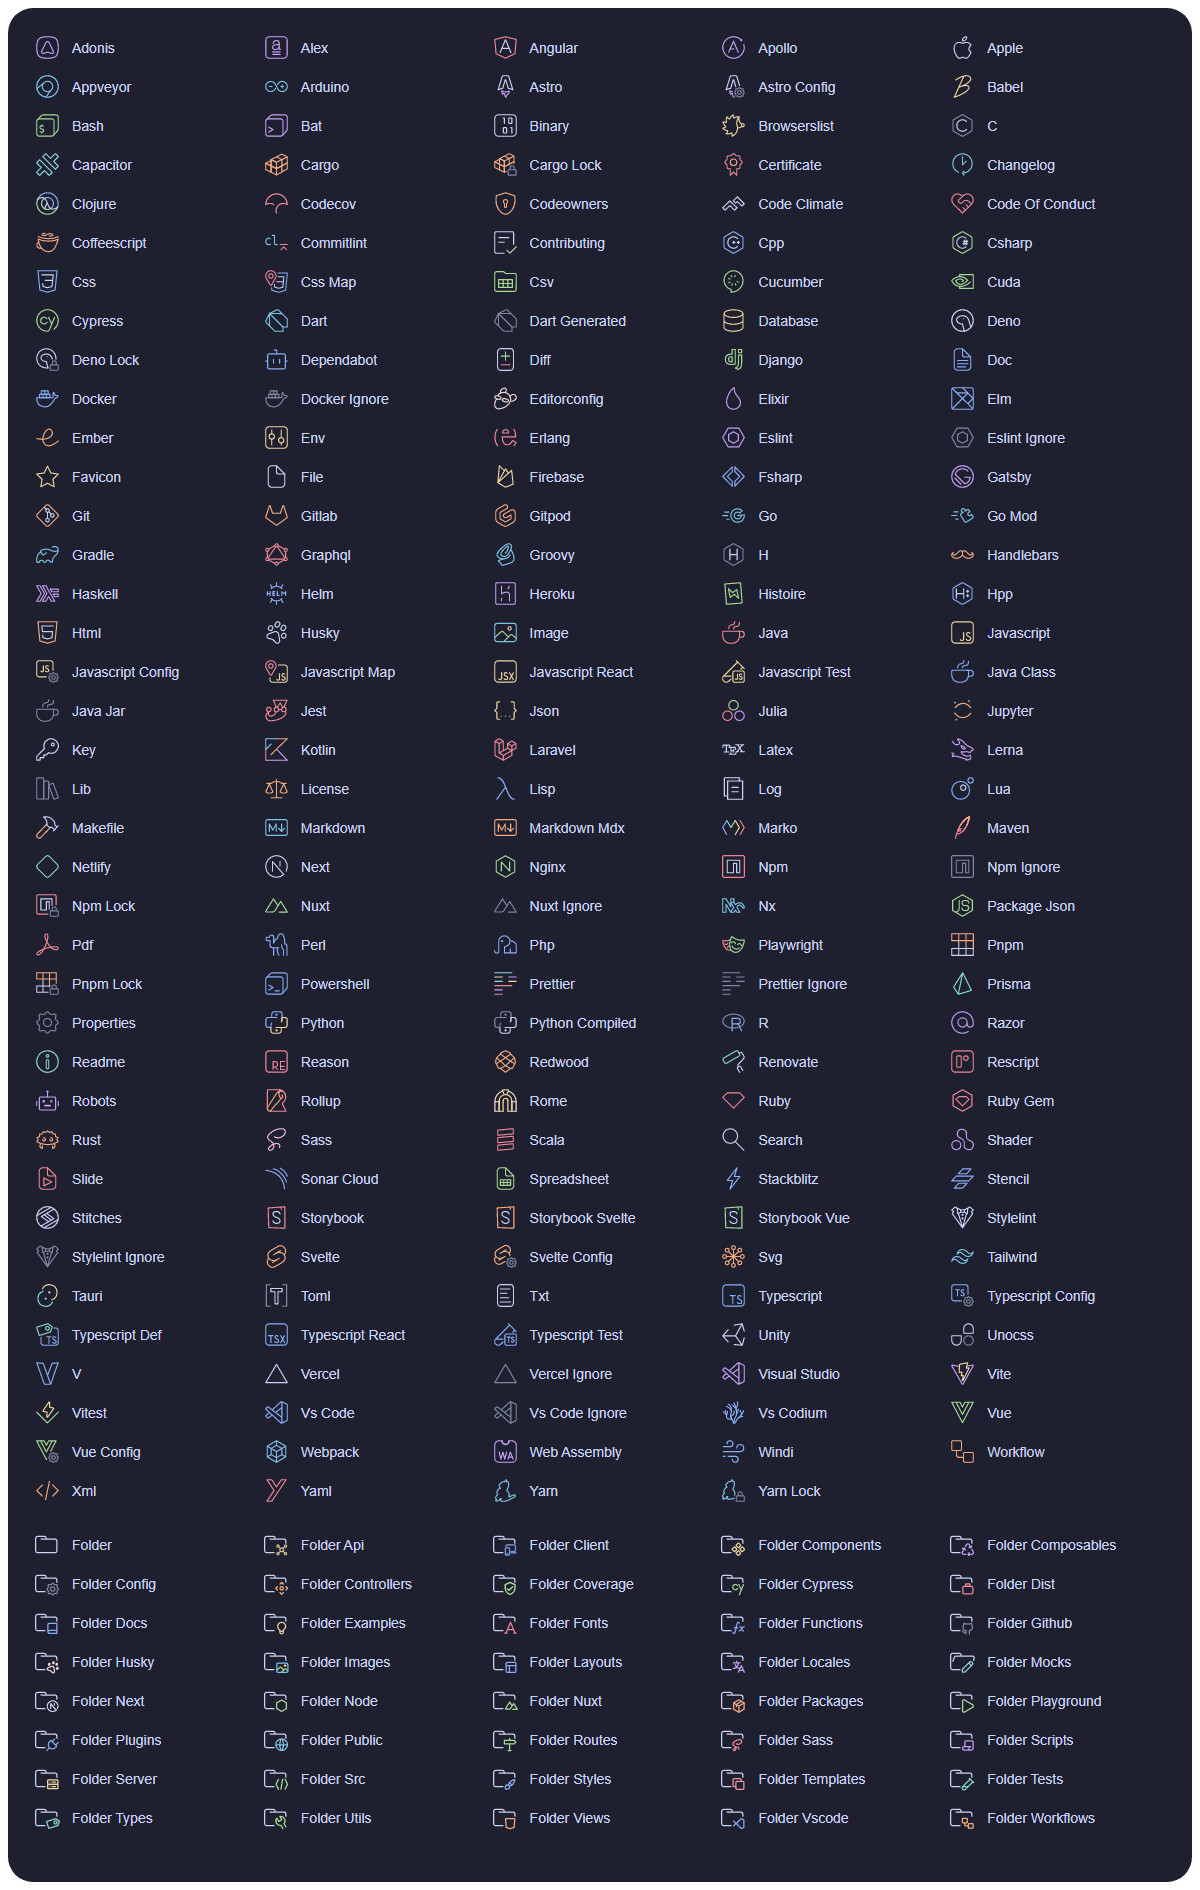 Adonis Alex Angular Apollo Apple
Appveyor Arduino Astro Astro Config Babel
Bash Bat Binary Browserslist C
Capacitor Cargo Cargo Lock Certificate Changelog
Clojure Codecov Codeowners Code Climate Code Of Conduct
Coffeescript Commitlint Contributing Cpp Csharp
Css Css Map Csv Cucumber Cuda
Cypress Dart Dart Generated Database Deno
Deno Lock Dependabot Diff Django Doc
Docker Docker Ignore Editorconfig Elixir Elm
Ember Env Erlang Eslint Eslint Ignore
Favicon File Firebase Fsharp Gatsby
Git Gitlab Gitpod Go Go Mod
Gradle Graphql Groovy H Handlebars
Haskell Helm Heroku Histoire Hpp
Html Husky Image Java Javascript
Javascript Config Javascript Map Javascript React Javascript Test Java Class
Java Jar Jest Json Julia Jupyter
Key Kotlin Laravel Latex Lerna
Lib License Lisp Log Lua
Makefile Markdown Markdown Mdx Marko Maven
Netlify Next Nginx Npm Npm Ignore
Npm Lock Nuxt Nuxt Ignore Nx Package Json
Pdf Perl Php Playwright Pnpm
Pnpm Lock Powershell Prettier Prettier Ignore Prisma
Properties Python Python Compiled R Razor
Readme Reason Redwood Renovate Rescript
Robots Rollup Rome Ruby Ruby Gem
Rust Sass Scala Search Shader
Slide Sonar Cloud Spreadsheet Stackblitz Stencil
Stitches Storybook Storybook Svelte Storybook Vue Stylelint
Stylelint Ignore Svelte Svelte Config Svg Tailwind
Tauri Toml Txt Typescript Typescript Config
Typescript Def Typescript React Typescript Test Unity Unocss
V Vercel Vercel Ignore Visual Studio Vite
Vitest Vs Code Vs Code Ignore Vs Codium Vue
Vue Config Webpack Web Assembly Windi Workflow
Xml Yaml Yarn Yarn Lock
Folder Folder Api Folder Client Folder Components Folder Composables
Folder Config Folder Controllers Folder Coverage Folder Cypress Folder Dist
Folder Docs Folder Examples Folder Fonts Folder Functions Folder Github
Folder Husky Folder Images Folder Layouts Folder Locales Folder Mocks
Folder Next Folder Node Folder Nuxt Folder Packages Folder Playground
Folder Plugins Folder Public Folder Routes Folder Sass Folder Scripts
Folder Server Folder Src Folder Styles Folder Templates Folder Tests
Folder Types Folder Utils Folder Views Folder Vscode Folder Workflows